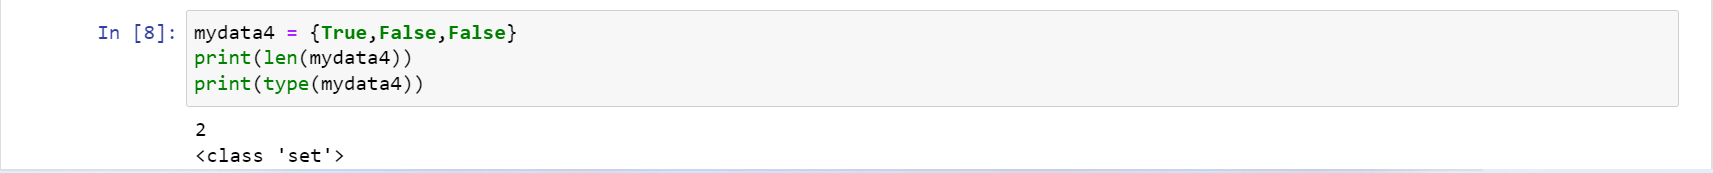 In [8]: mydata4 = {True,False,False}
print(len(mydata4))
print(type(mydata4))
2
<class 'set'>